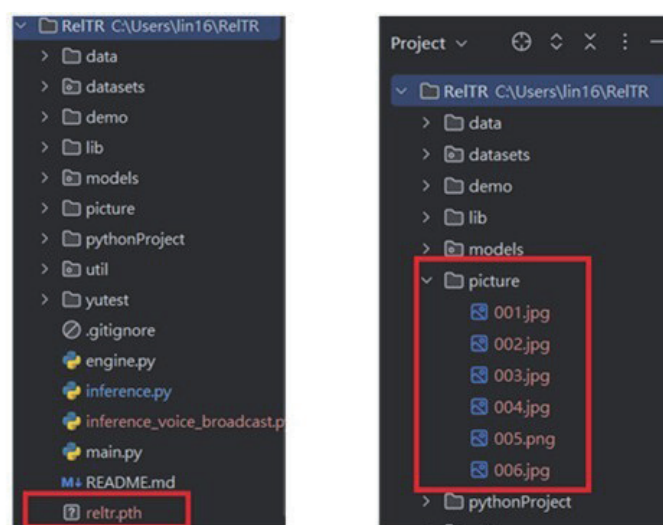 RelTR C:\Users\lin16\RelTR
data
datasets
demo
lib
models
picture
pythonProject
util
yutest
.gitignore
engine.py
inference.py
inference_voice_broadcast.p
main.py
M↓ README.md
reltr.pth
Project
RelTR C:\Users\lin16\RelTR
data
datasets
demo
lib
models
picture
001.jpg
002.jpg
003.jpg
004.jpg
005.png
006.jpg
pythonProject